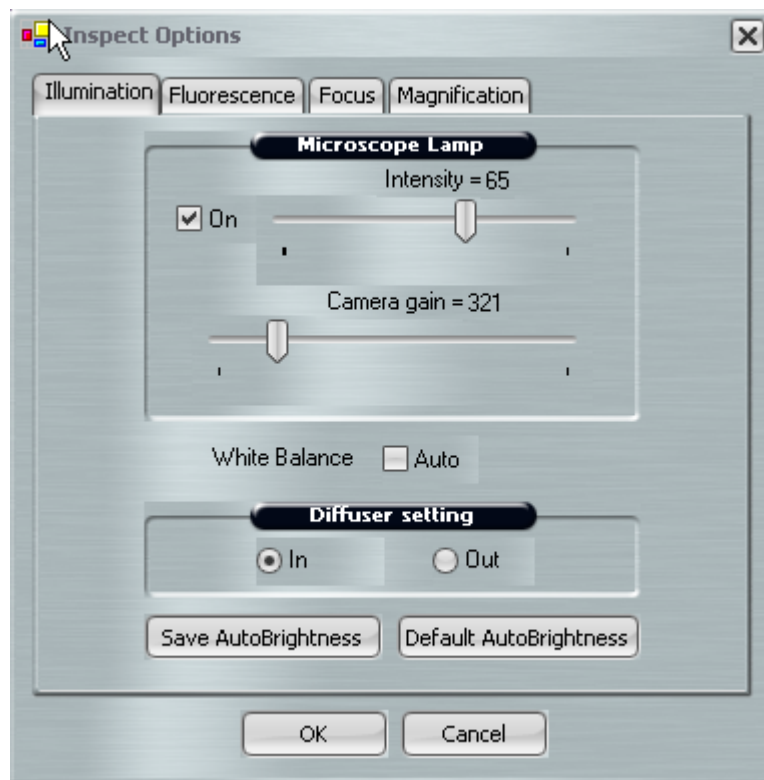 Inspect Options
Illumination Fluorescence Focus Magnification
Microscope Lamp
Intensity = 65
On
Camera gain = 321
White Balance Auto
Diffuser setting
In Out
Save AutoBrightness Default AutoBrightness
OK Cancel